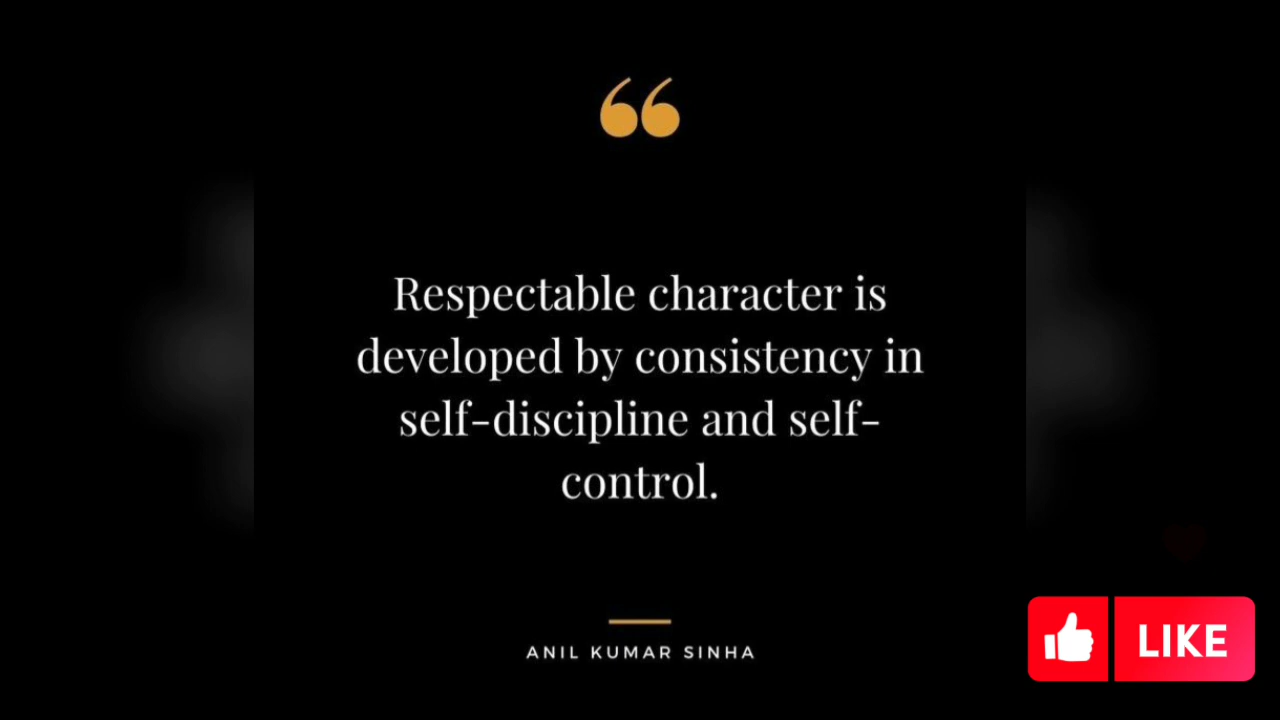 “
Respectable character is
developed by consistency in
self-discipline and self-
control.
ANIL KUMAR SINHA
LIKE